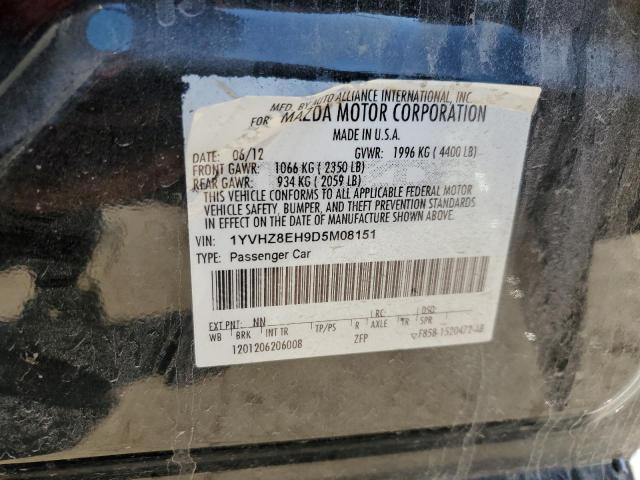 MFD. BY AUTO ALLIANCE INTERNATIONAL, INC.
FOR MAZDA MOTOR CORPORATION
MADE IN U.S.A.
DATE: 06/12 GVWR: 1996 KG ( 4400 LB)
FRONT GAWR: 1066 KG ( 2350 LB)
REAR GAWR: 934 KG ( 2059 LB)
THIS VEHICLE CONFORMS TO ALL APPLICABLE FEDERAL MOTOR
VEHICLE SAFETY, BUMPER, AND THEFT PREVENTION STANDARDS
IN EFFECT ON THE DATE OF MANUFACTURE SHOWN
ABOVE.
VIN: 1YVHZ8EH9D5M08151
TYPE: Passenger Car
EXT PNT: NN RC: DSO:
WB BRK INT TR TP/PS R AXLE TR SPR
1201206206008 ZFP F85B-1520472-AB